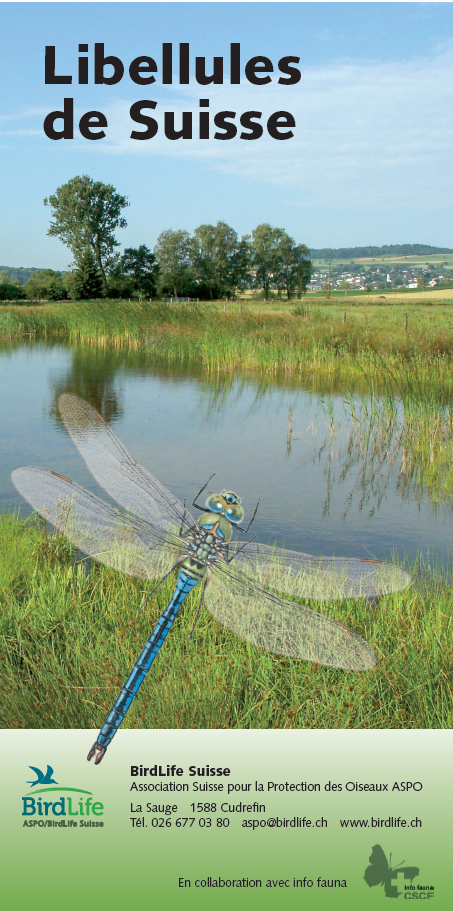 Libellules
de Suisse
BirdLife
ASPO/BirdLife Suisse
BirdLife Suisse
Association Suisse pour la Protection des Oiseaux ASPO
La Sauge 1588 Cudrefin
Tél. 026 677 03 80 aspo@birdlife.ch www.birdlife.ch
En collaboration avec info fauna
info fauna
CSCF